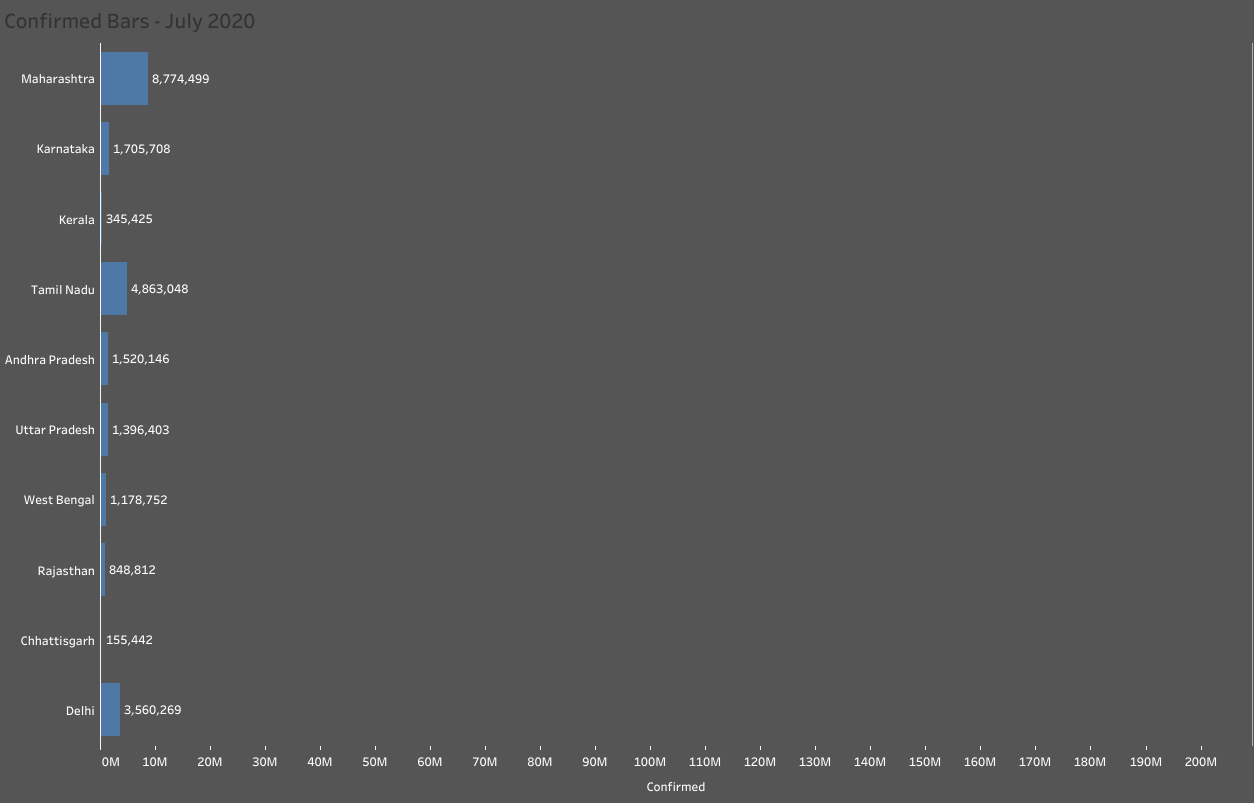 Confirmed Bars - July 2020
Maharashtra 8,774,499
Karnataka 1,705,708
Kerala 345,425
Tamil Nadu 4,863,048
Andhra Pradesh 1,520,146
Uttar Pradesh 1,396,403
West Bengal 1,178,752
Rajasthan 848,812
Chhattisgarh 155,442
Delhi 3,560,269
0M 10M 20M 30M 40M 50M 60M 70M 80M 90M 100M 110M 120M 130M 140M 150M 160M 170M 180M 190M 200M
Confirmed